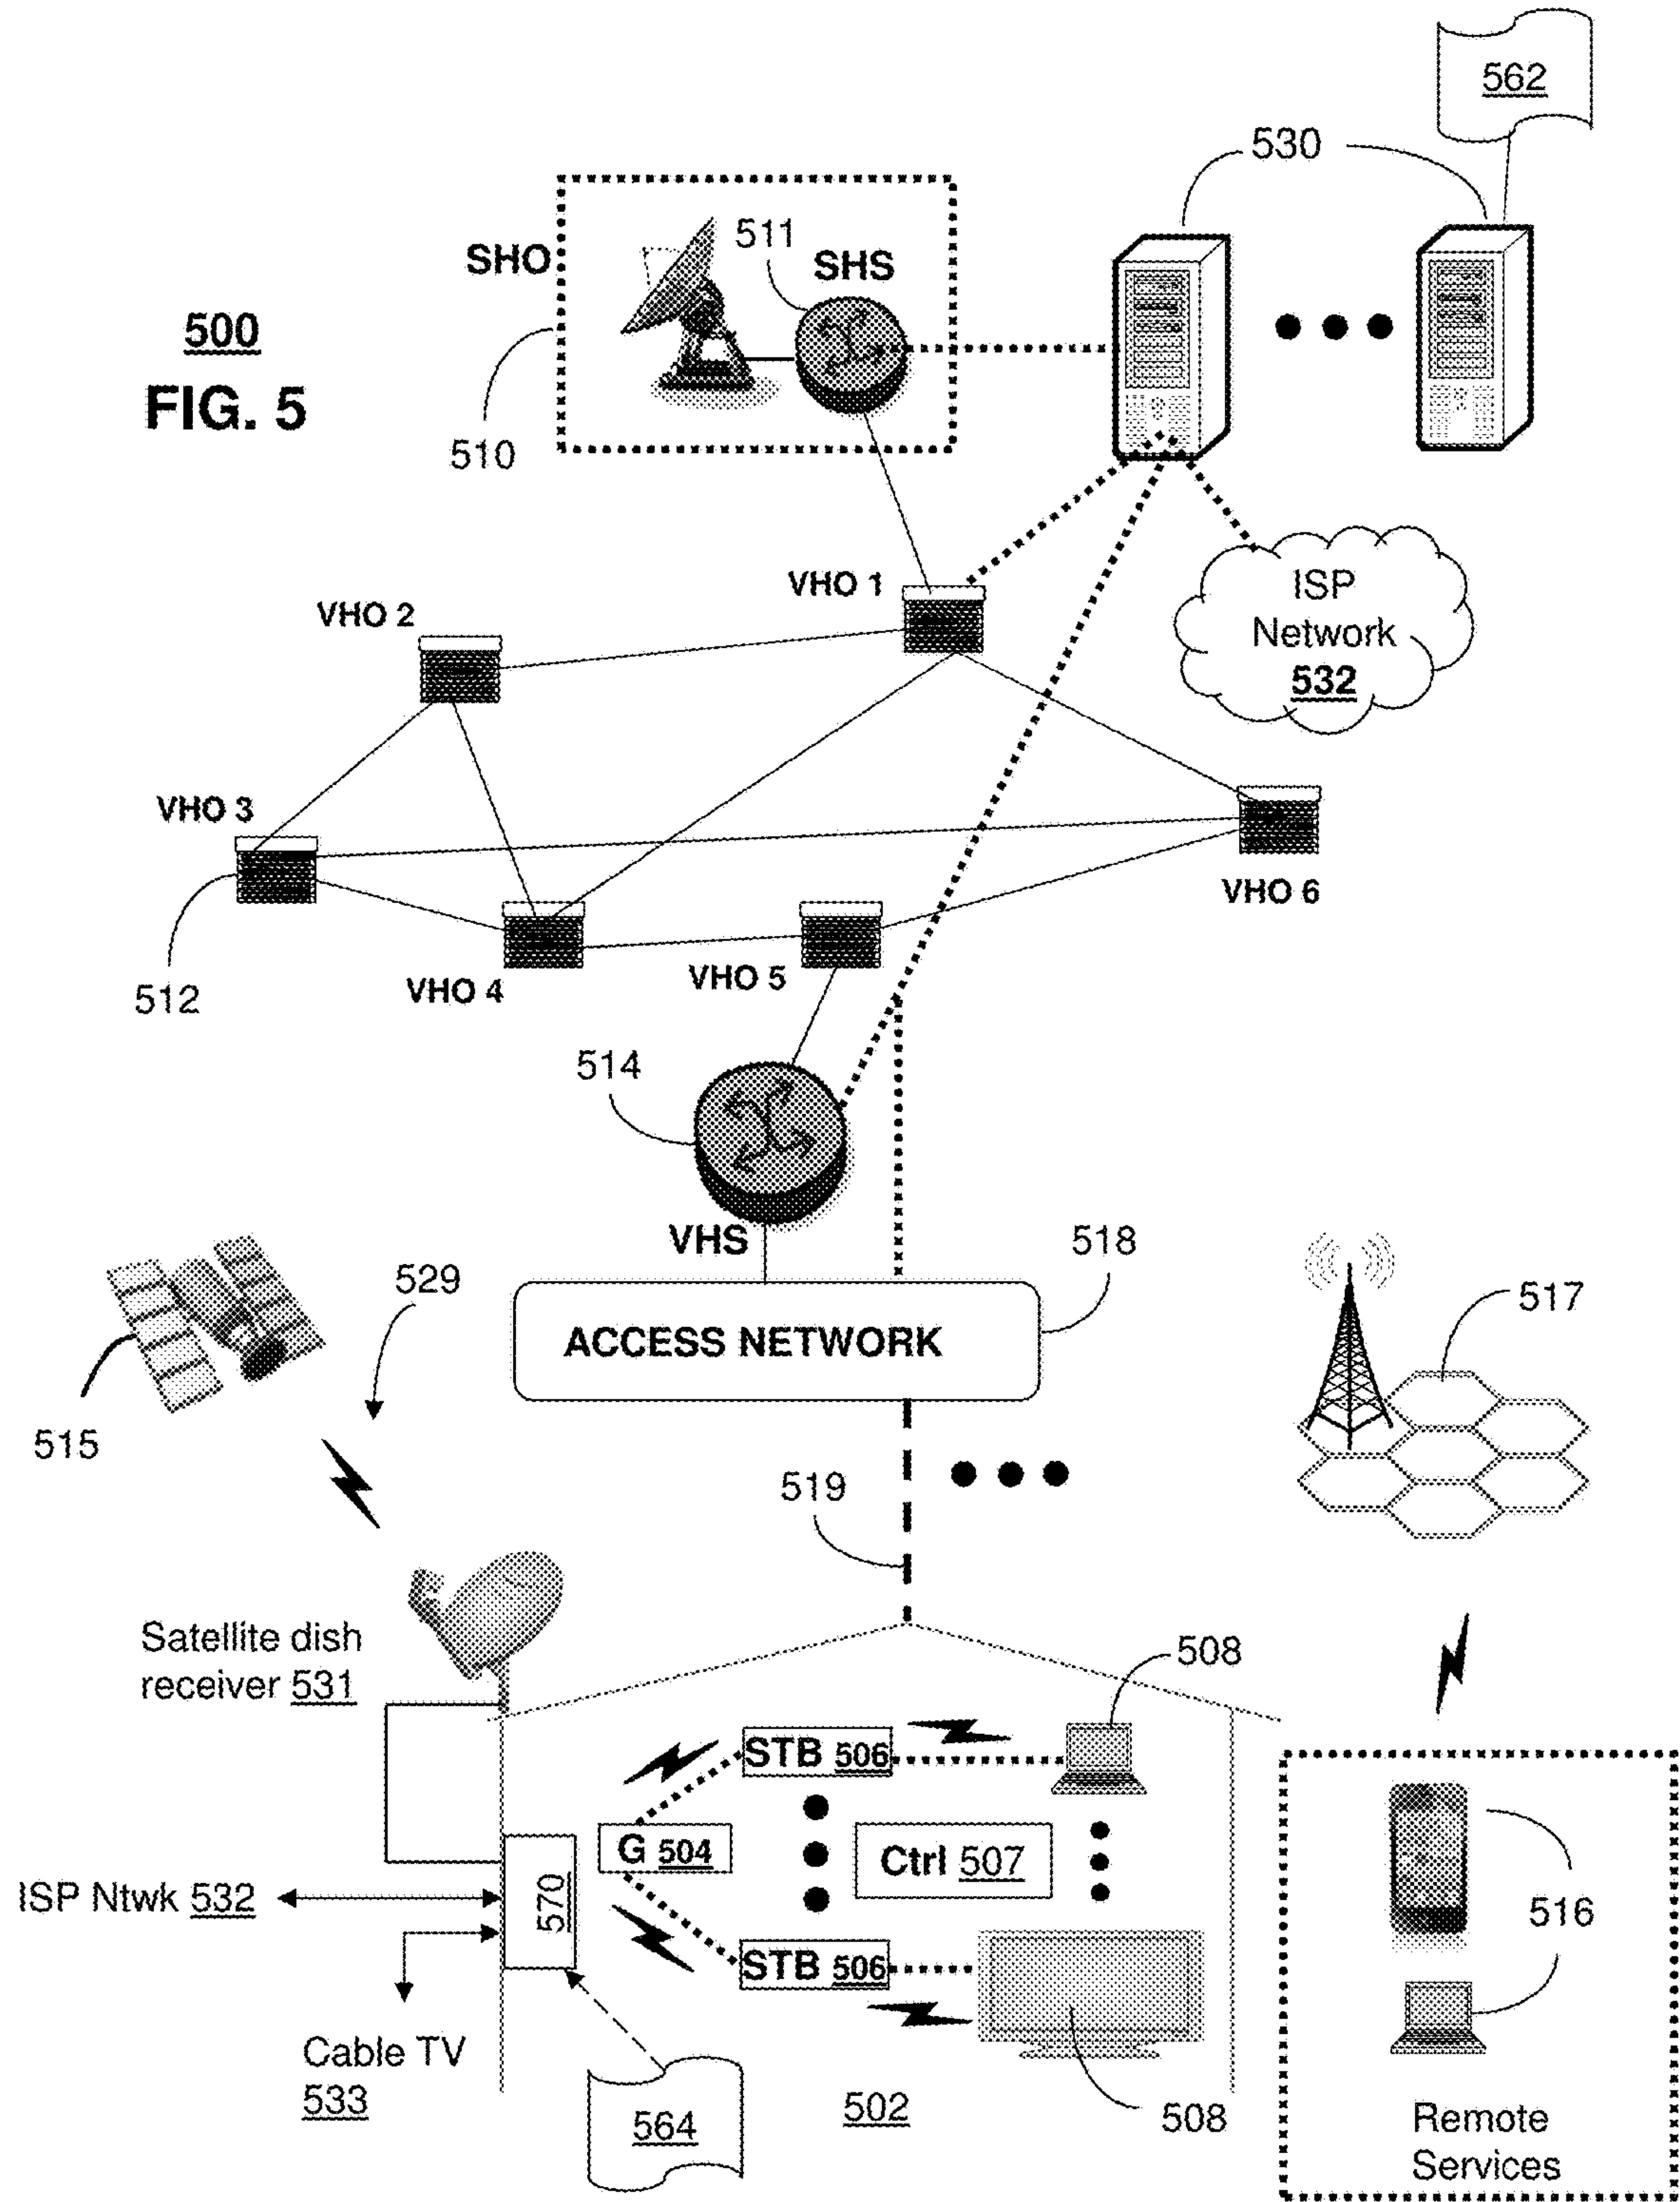 562
530
511
SHO
SHS
500
FIG. 5
510
ISP
Network
532
VHO 1
VHO 2
VHO 3
VHO 6
VHO 5
VHO 4
512
514
VHS
518
529
517
ACCESS NETWORK
515
519
Satellite dish
receiver 531
508
STB 506
G 504
Ctrl 507
570
ISP Ntwk 532
516
STB 506
Cable TV
533
564
502
508
Remote
Services